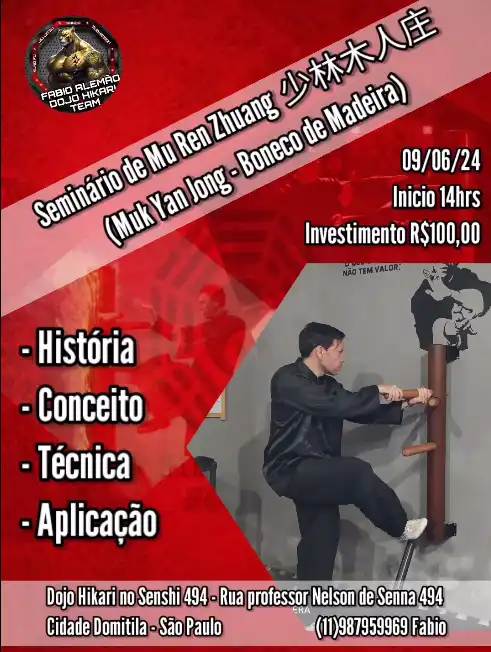 FABIO ALEMÃO
DOJO HIKARI
TEAM
Seminário de Mu Ren Zhuang 少林木人庄
(Muk Yan Jong - Boneco de Madeira)
09/06/24
Inicio 14hrs
Investimento R$100,00
NÃO TEM VALOR."
- História
- Conceito
- Técnica
- Aplicação
Dojo Hikari no Senshi 494 - Rua professor Nelson de Senna 494
Cidade Domitila - São Paulo (11)987959969 Fabio
ERA